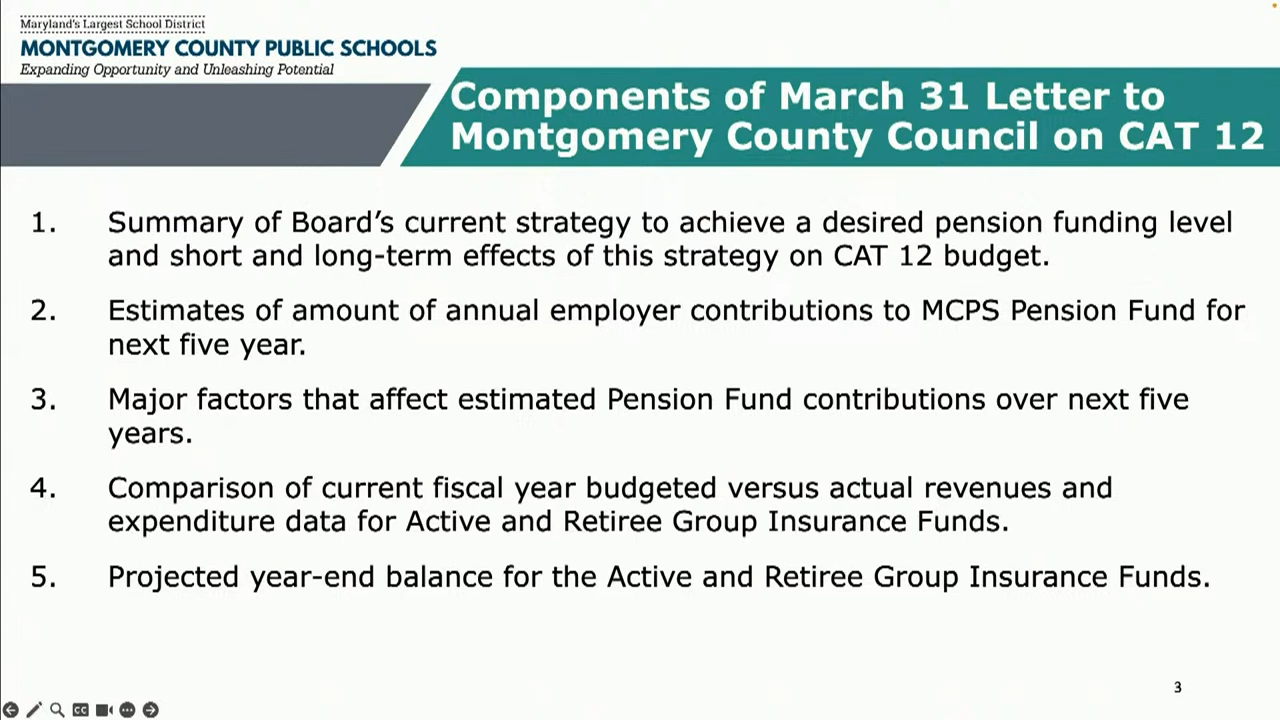 Maryland's Largest School District
MONTGOMERY COUNTY PUBLIC SCHOOLS
Expanding Opportunity and Unleashing Potential
Components of March 31 Letter to
Montgomery County Council on CAT 12
1. Summary of Board's current strategy to achieve a desired pension funding level
and short and long-term effects of this strategy on CAT 12 budget.
2. Estimates of amount of annual employer contributions to MCPS Pension Fund for
next five year.
3. Major factors that affect estimated Pension Fund contributions over next five
years.
4. Comparison of current fiscal year budgeted versus actual revenues and
expenditure data for Active and Retiree Group Insurance Funds.
5. Projected year-end balance for the Active and Retiree Group Insurance Funds.
3
CC